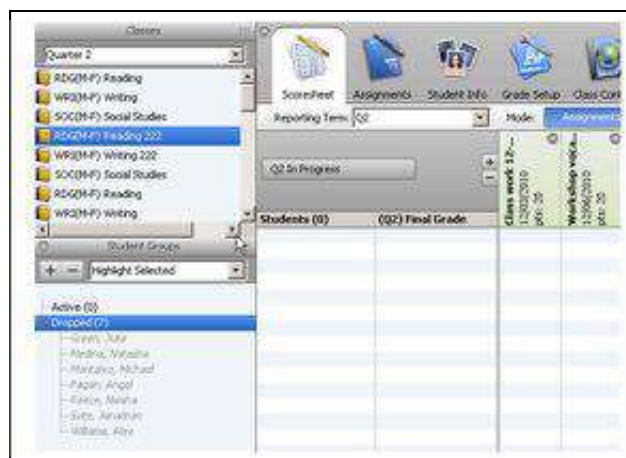 Classes
Quarter 2
RDG(M-F) Reading
WRI(M-F) Writing
SOC(M-F) Social Studies
RDG(M-F) Reading 222
WRI(M-F) Writing 222
SOC(M-F) Social Studies
RDG(M-F) Reading
WRI(M-F) Writing
Student Groups
+ − Highlight Selected
Active (0)
Dropped (7)
Green, Julie
Medina, Natasha
Montalvo, Michael
Pagan, Angel
Reece, Niesha
Soto, Jonathan
Williams, Alex
Scoresheet Assignments Student Info Grade Setup Class Cont
Reporting Term: Q2 Mode: Assignments
Q2 In Progress + −
Students (0) (Q2) Final Grade
Class work 12-...
12/03/2010
pts: 20
Workshop voca...
12/06/2010
pts: 20